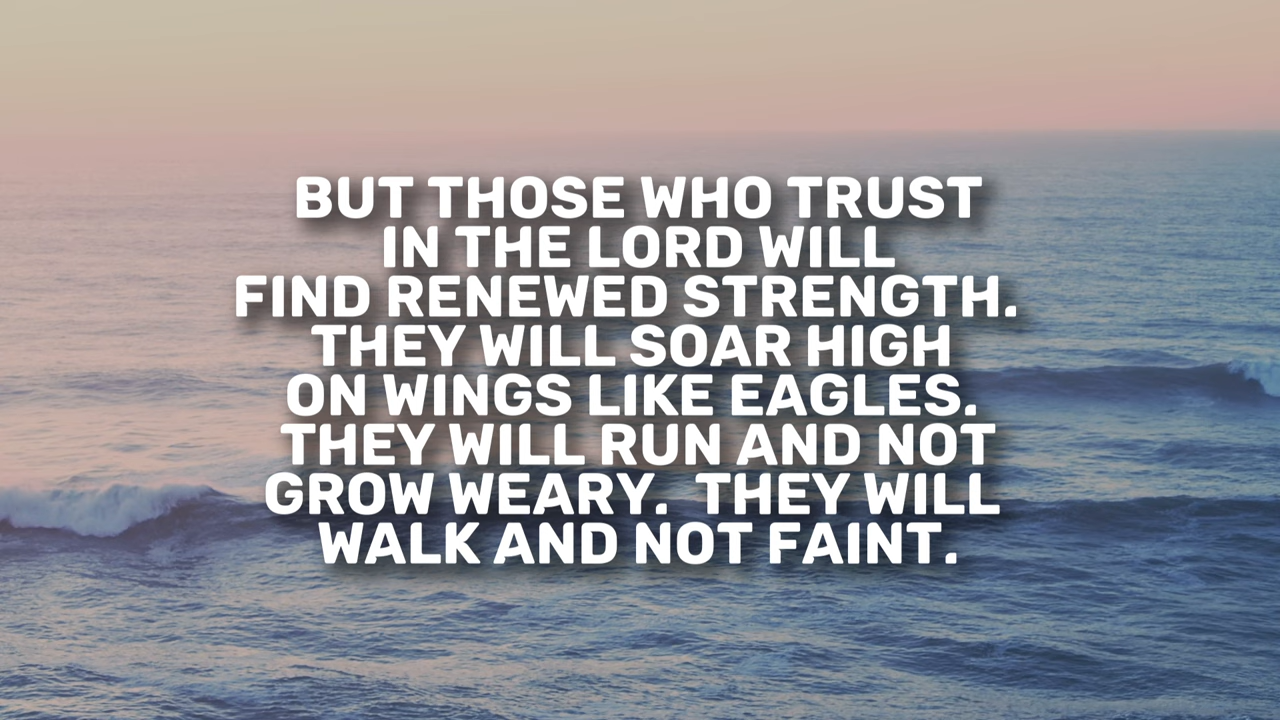 BUT THOSE WHO TRUST
IN THE LORD WILL
FIND RENEWED STRENGTH.
THEY WILL SOAR HIGH
ON WINGS LIKE EAGLES.
THEY WILL RUN AND NOT
GROW WEARY.  THEY WILL
WALK AND NOT FAINT.